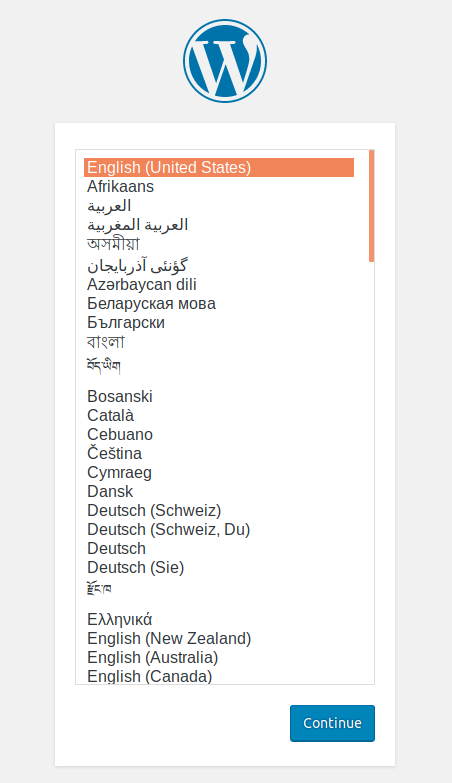 English (United States)
Afrikaans
العربية
العربية المغربية
অসমীয়া
گؤنئی آذربایجان
Azərbaycan dili
Беларуская мова
Български
বাংলা
བོད་ཡིག
Bosanski
Català
Cebuano
Čeština
Cymraeg
Dansk
Deutsch (Schweiz)
Deutsch (Schweiz, Du)
Deutsch
Deutsch (Sie)
རྫོང་ཁ
Ελληνικά
English (New Zealand)
English (Australia)
English (Canada)
Continue